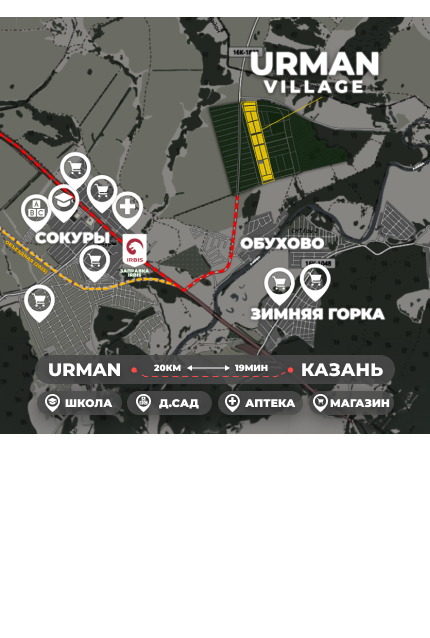 16К-1
URMAN
VILLAGE
A
B C
СОКУРЫ
IRBIS
ЗАПРАВКА
IRBIS
ОБУХОВО
ЗИМНЯЯ ГОРКА
URMAN 20КМ 19МИН КАЗАНЬ
ШКОЛА Д.САД АПТЕКА МАГАЗИН